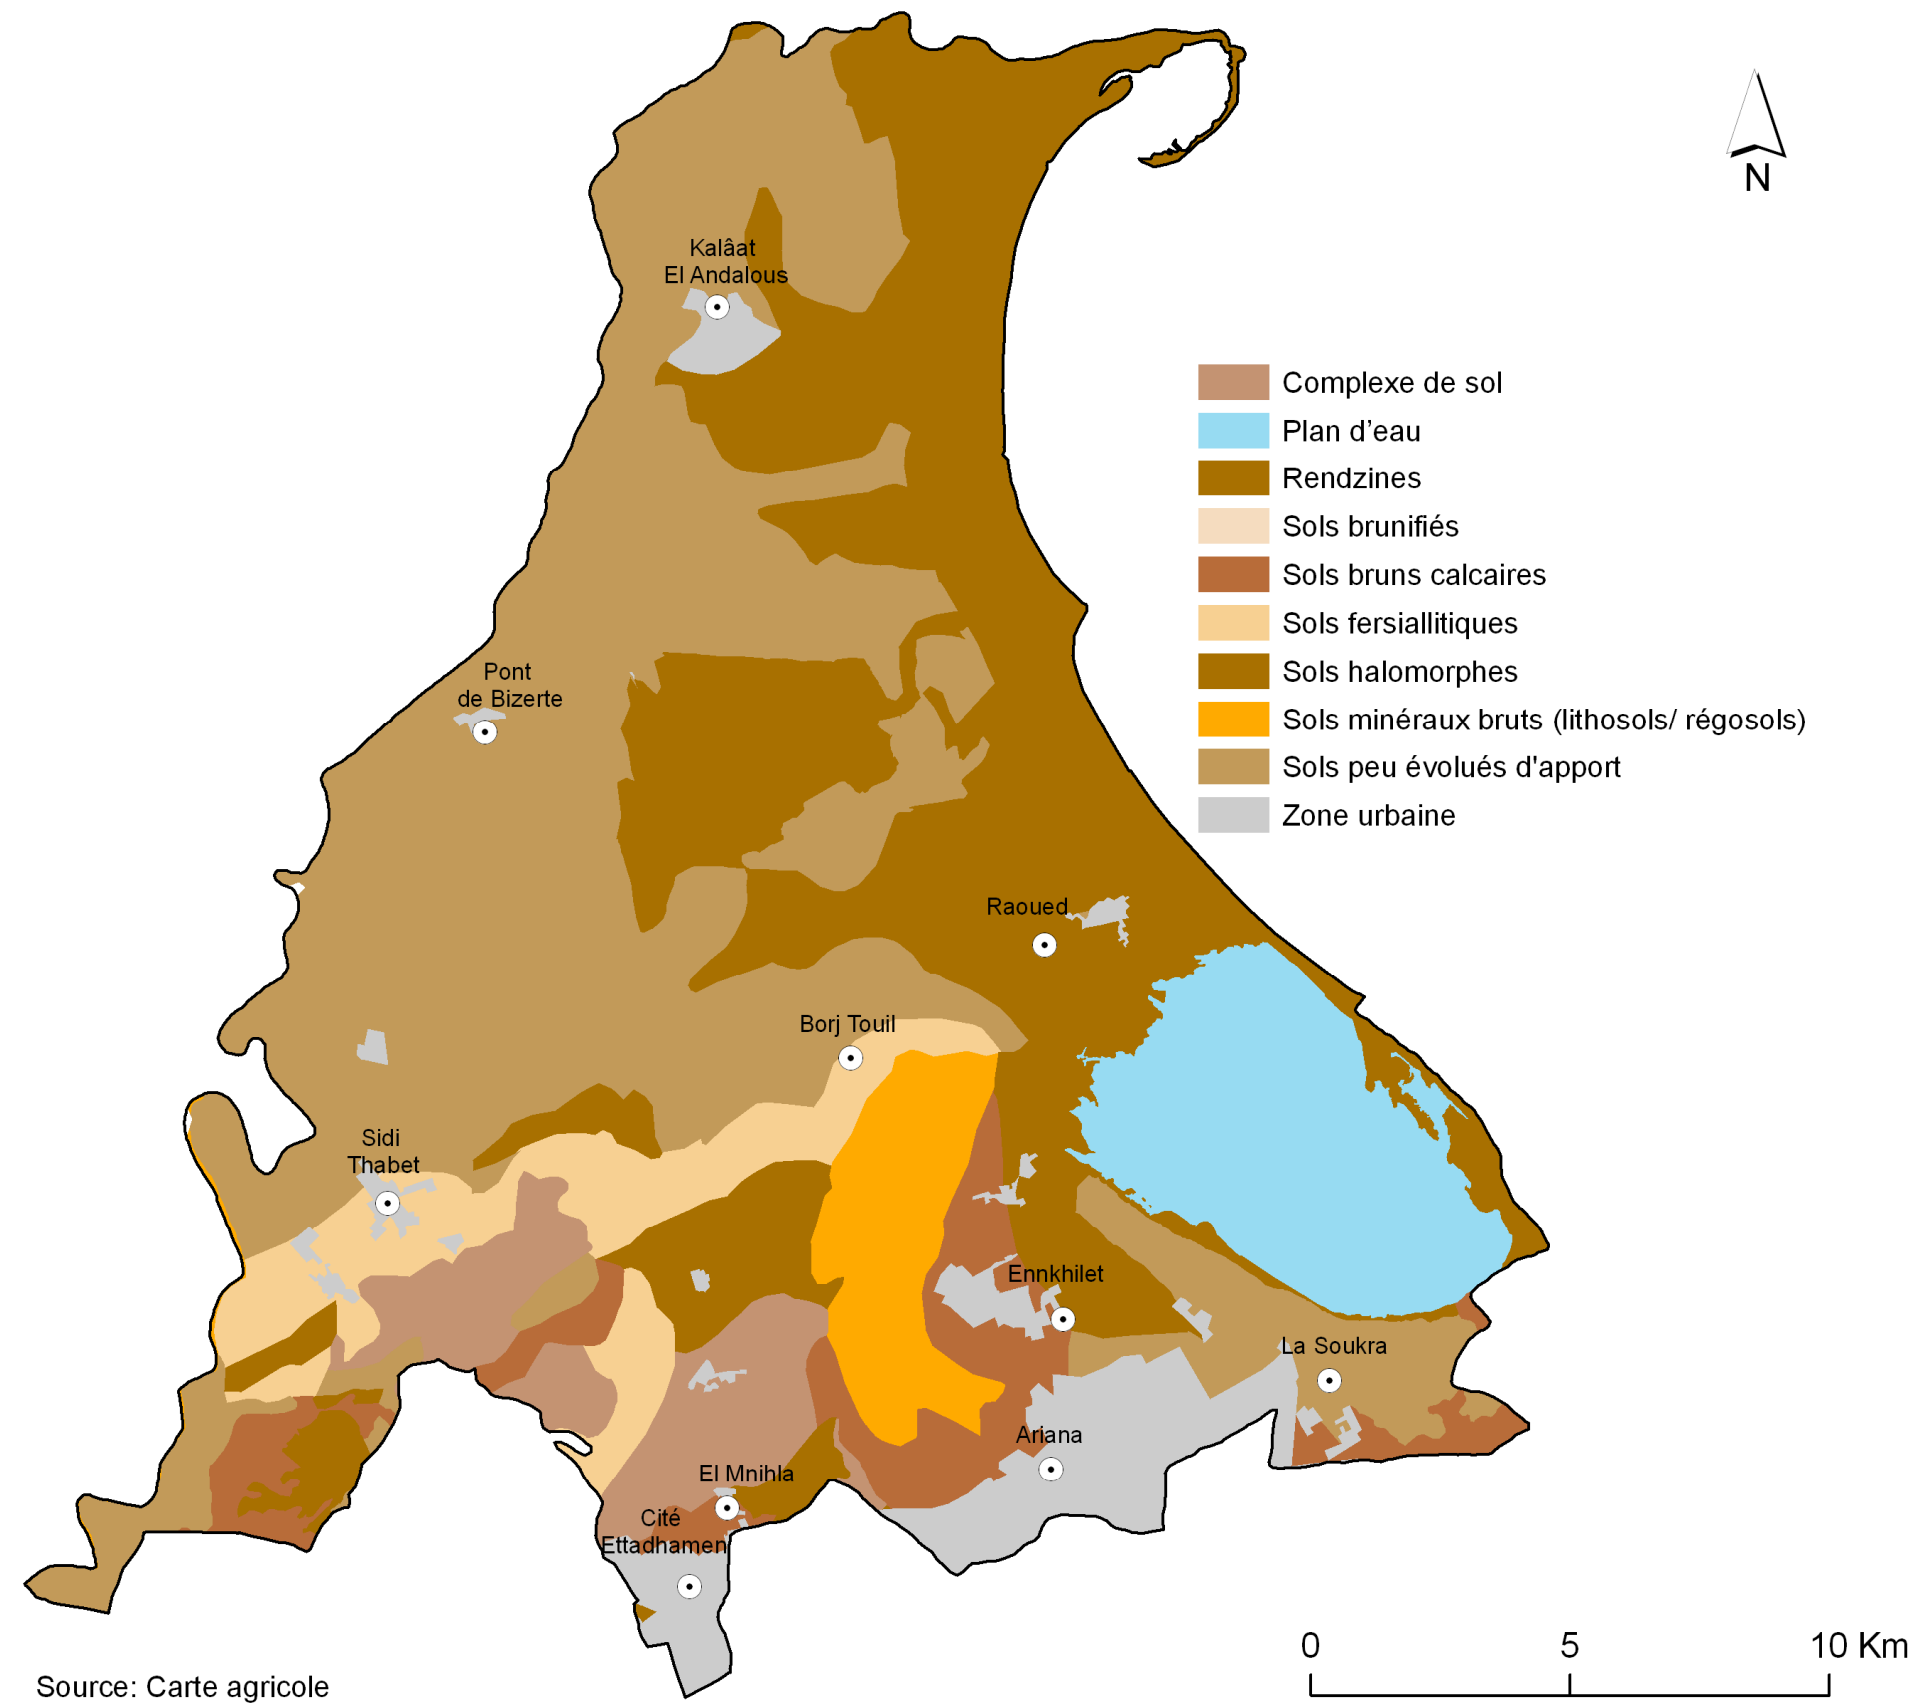 N
Kalâat
El Andalous
Complexe de sol
Plan d’eau
Rendzines
Sols brunifiés
Sols bruns calcaires
Sols fersiallitiques
Sols halomorphes
Sols minéraux bruts (lithosols/ régosols)
Sols peu évolués d'apport
Zone urbaine
Pont
de Bizerte
Raoued
Borj Touil
Sidi
Thabet
Ennkhilet
La Soukra
Ariana
El Mnihla
Cité
Ettadhamen
0 5 10 Km
Source: Carte agricole